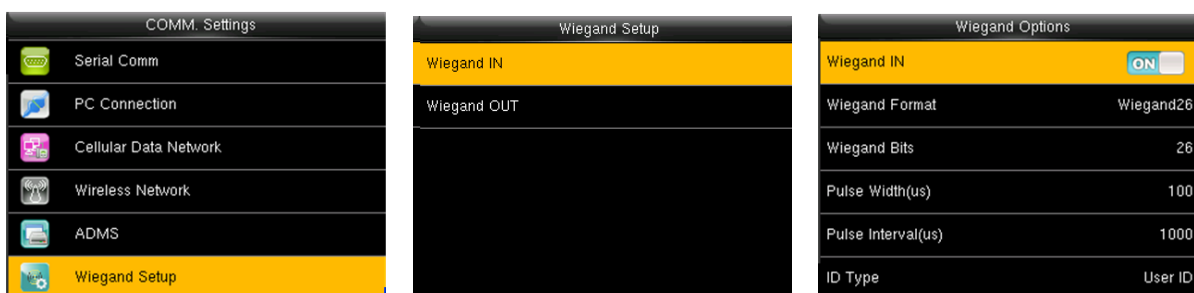 COMM. Settings
Serial Comm
PC Connection
Cellular Data Network
Wireless Network
ADMS
Wiegand Setup
Wiegand Setup
Wiegand IN
Wiegand OUT
Wiegand Options
Wiegand IN ON
Wiegand Format Wiegand26
Wiegand Bits 26
Pulse Width(us) 100
Pulse Interval(us) 1000
ID Type User ID